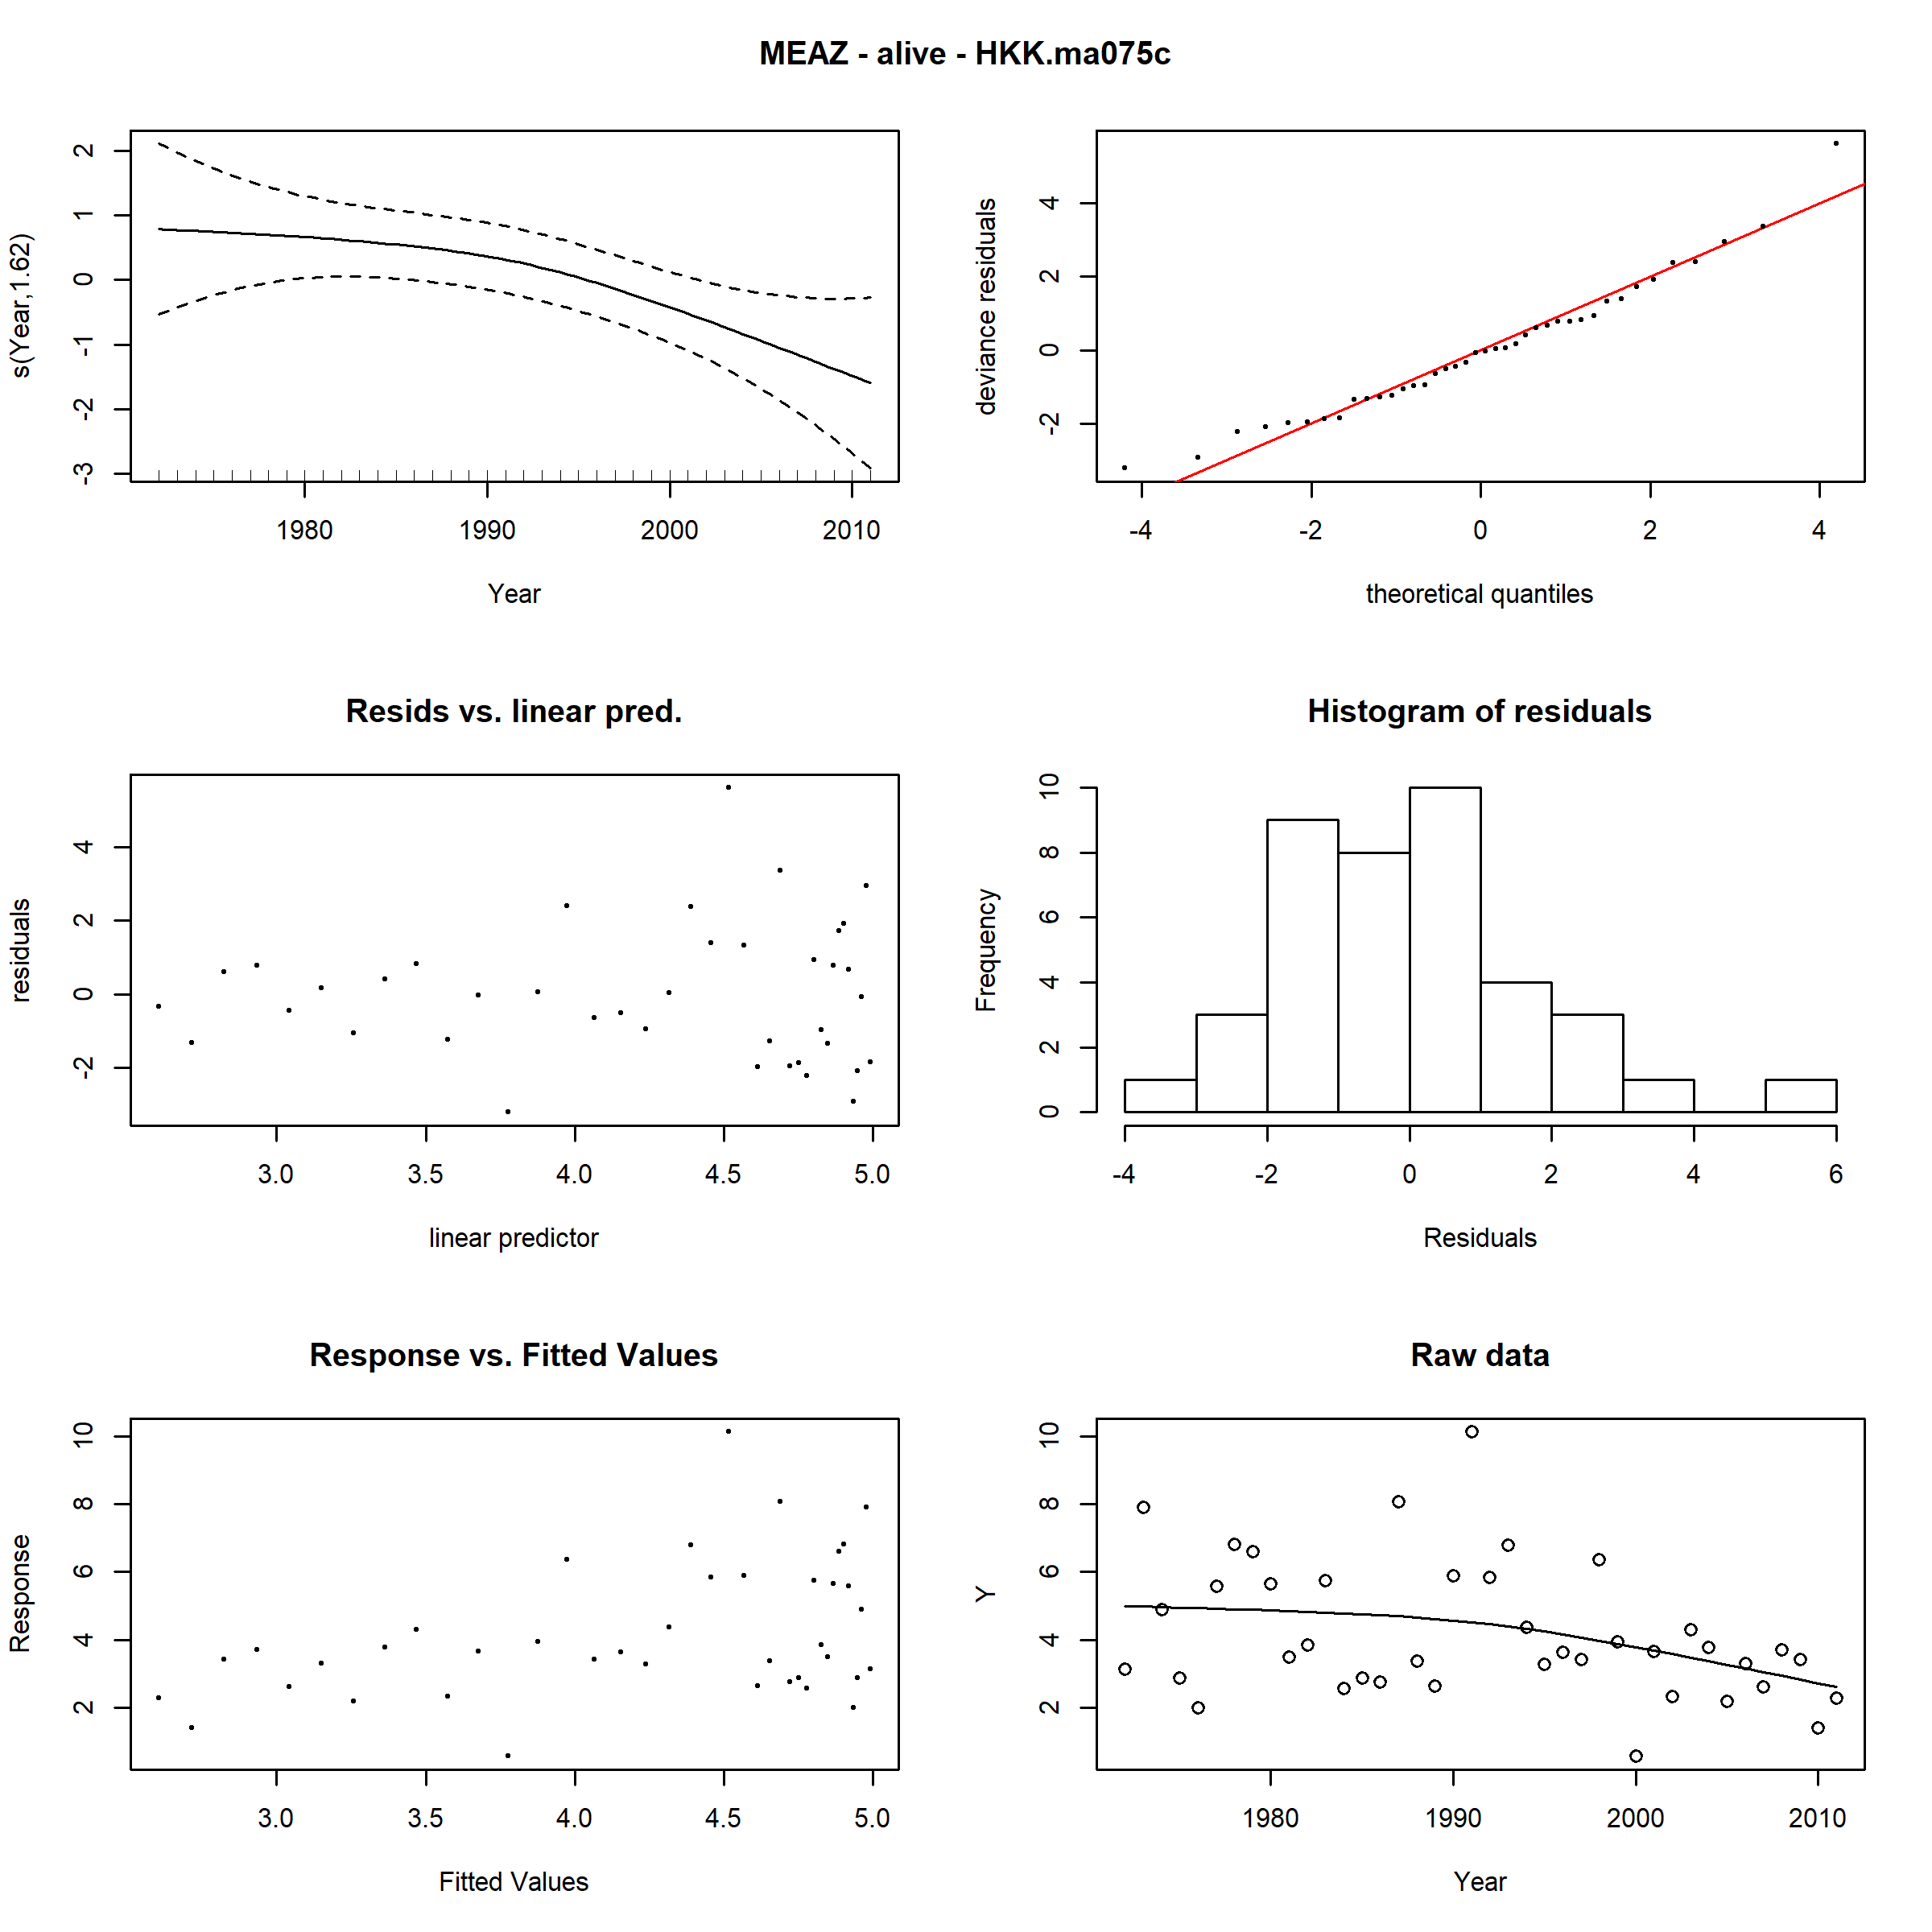 MEAZ - alive - HKK.ma075c
s(Year,1.62)
2
1
0
-1
-2
-3
1980 1990 2000 2010
Year
deviance residuals
4
2
0
-2
-4 -2 0 2 4
theoretical quantiles
Resids vs. linear pred.
residuals
4
2
0
-2
3.0 3.5 4.0 4.5 5.0
linear predictor
Histogram of residuals
Frequency
10
8
6
4
2
0
-4 -2 0 2 4 6
Residuals
Response vs. Fitted Values
Response
10
8
6
4
2
3.0 3.5 4.0 4.5 5.0
Fitted Values
Raw data
Y
10
8
6
4
2
1980 1990 2000 2010
Year